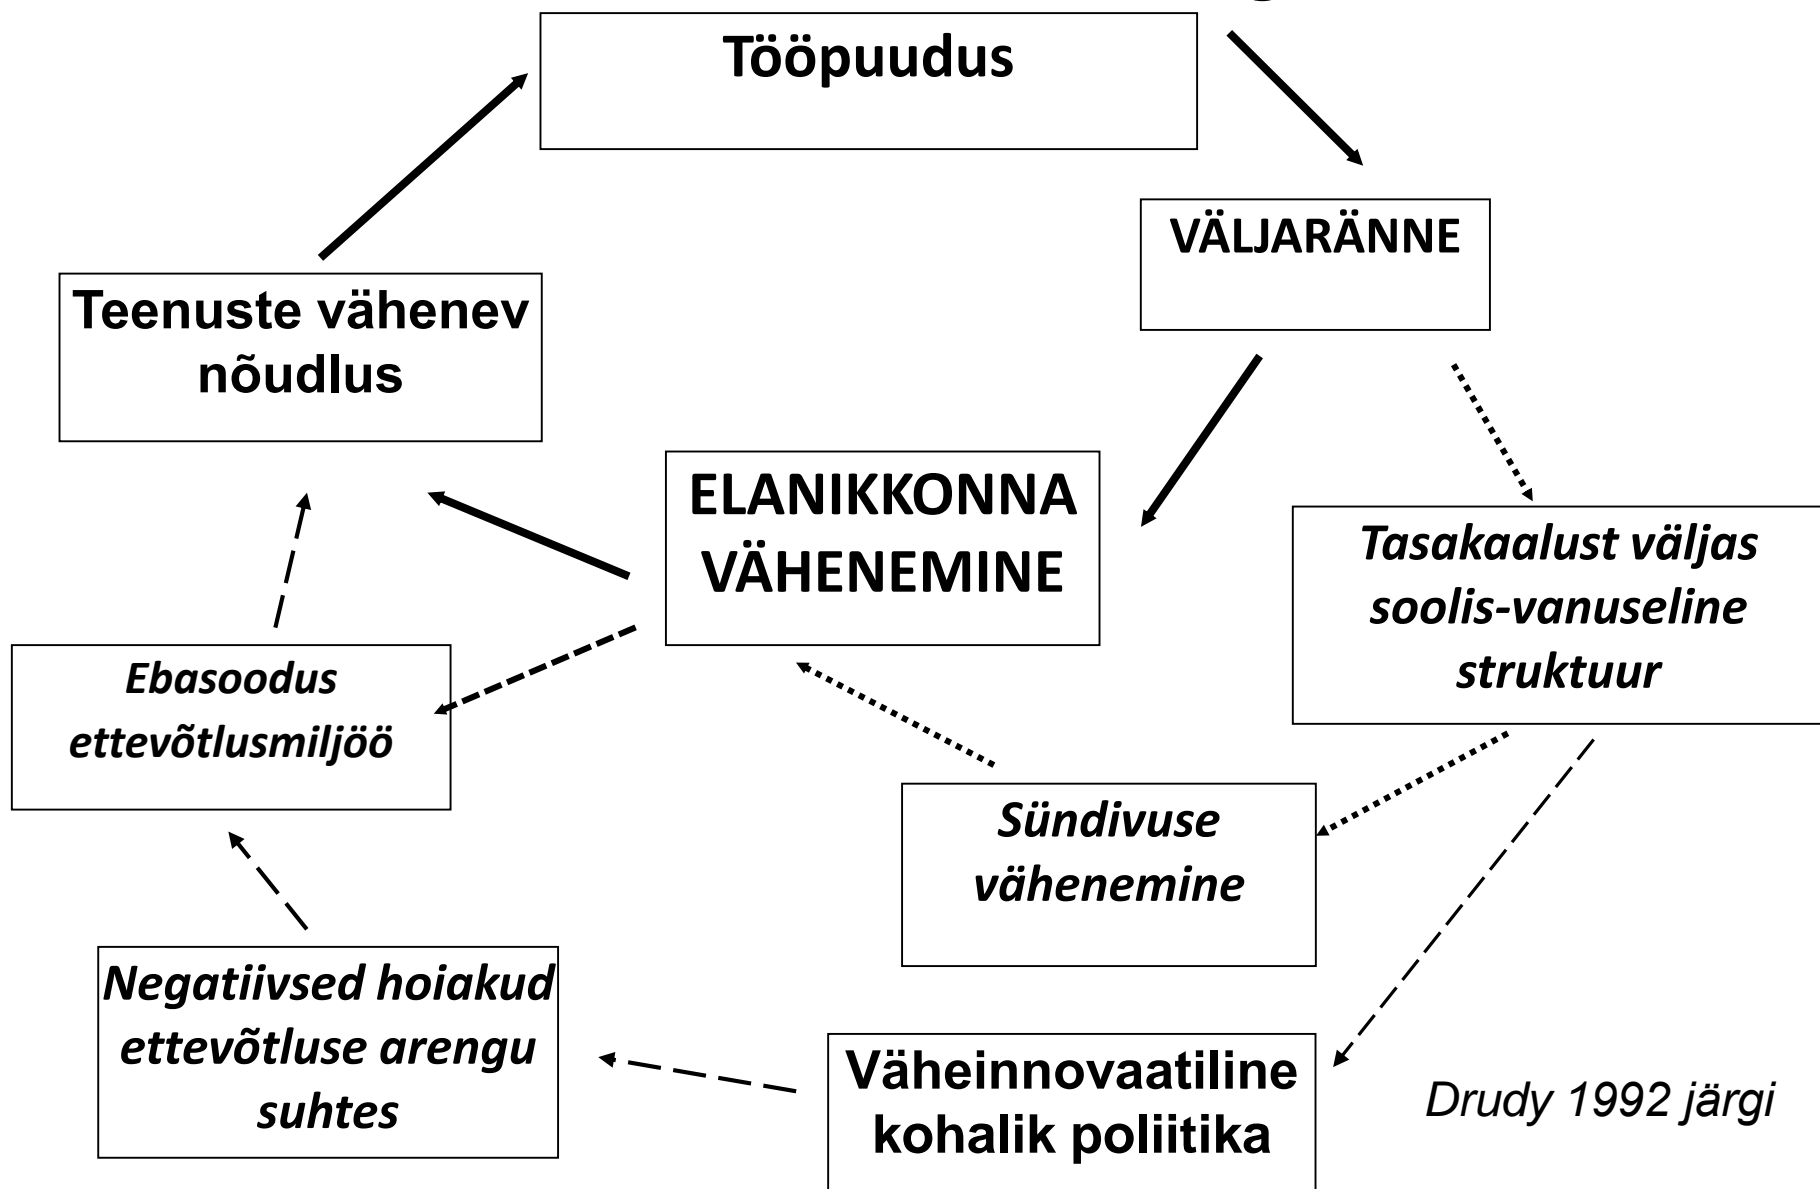 Tööpuudus
VÄLJARÄNNE
Teenuste vähenev
nõudlus
ELANIKKONNA
VÄHENEMINE
Tasakaalust väljas
soolis-vanuseline
struktuur
Ebasoodus
ettevõtlusmiljöö
Sündivuse
vähenemine
Negatiivsed hoiakud
ettevõtluse arengu
suhtes
Väheinnovaatiline
kohalik poliitika
Drudy 1992 järgi